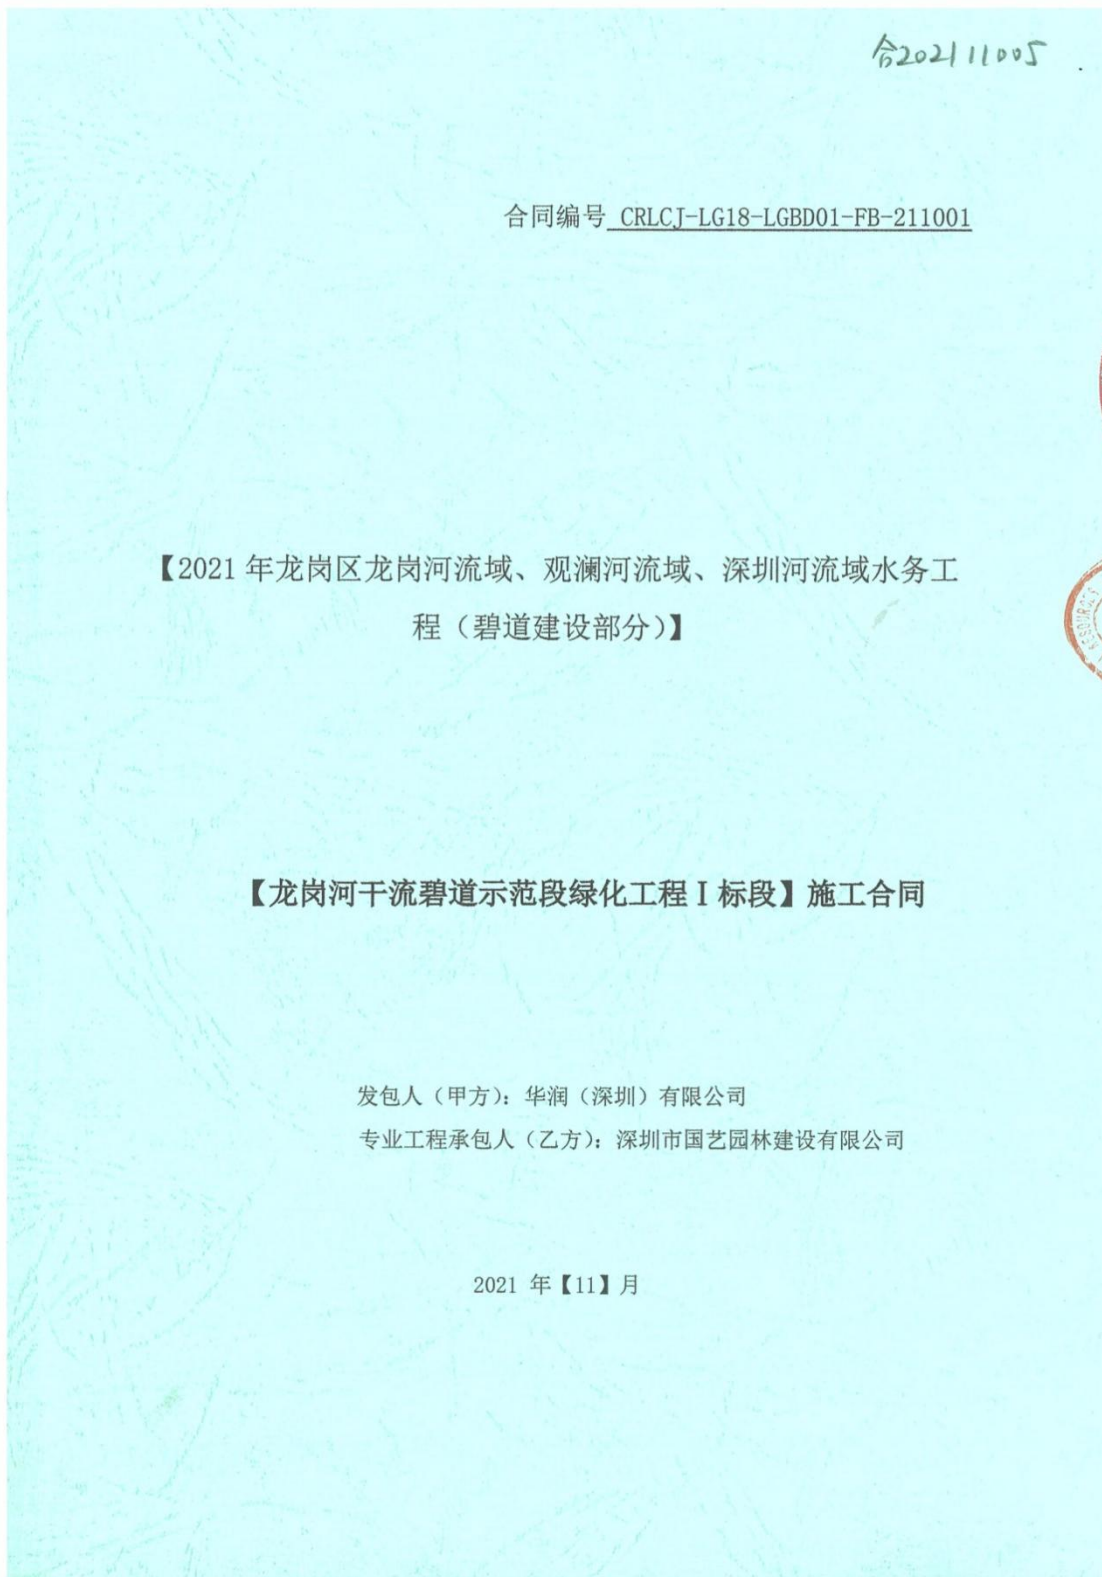 合202111005
合同编号 CRLCJ-LG18-LGBD01-FB-211001
【2021 年龙岗区龙岗河流域、观澜河流域、深圳河流域水务工
程（碧道建设部分）】
RESOURCES
【龙岗河干流碧道示范段绿化工程 I 标段】施工合同
发包人（甲方）：华润（深圳）有限公司
专业工程承包人（乙方）：深圳市国艺园林建设有限公司
2021 年【11】月